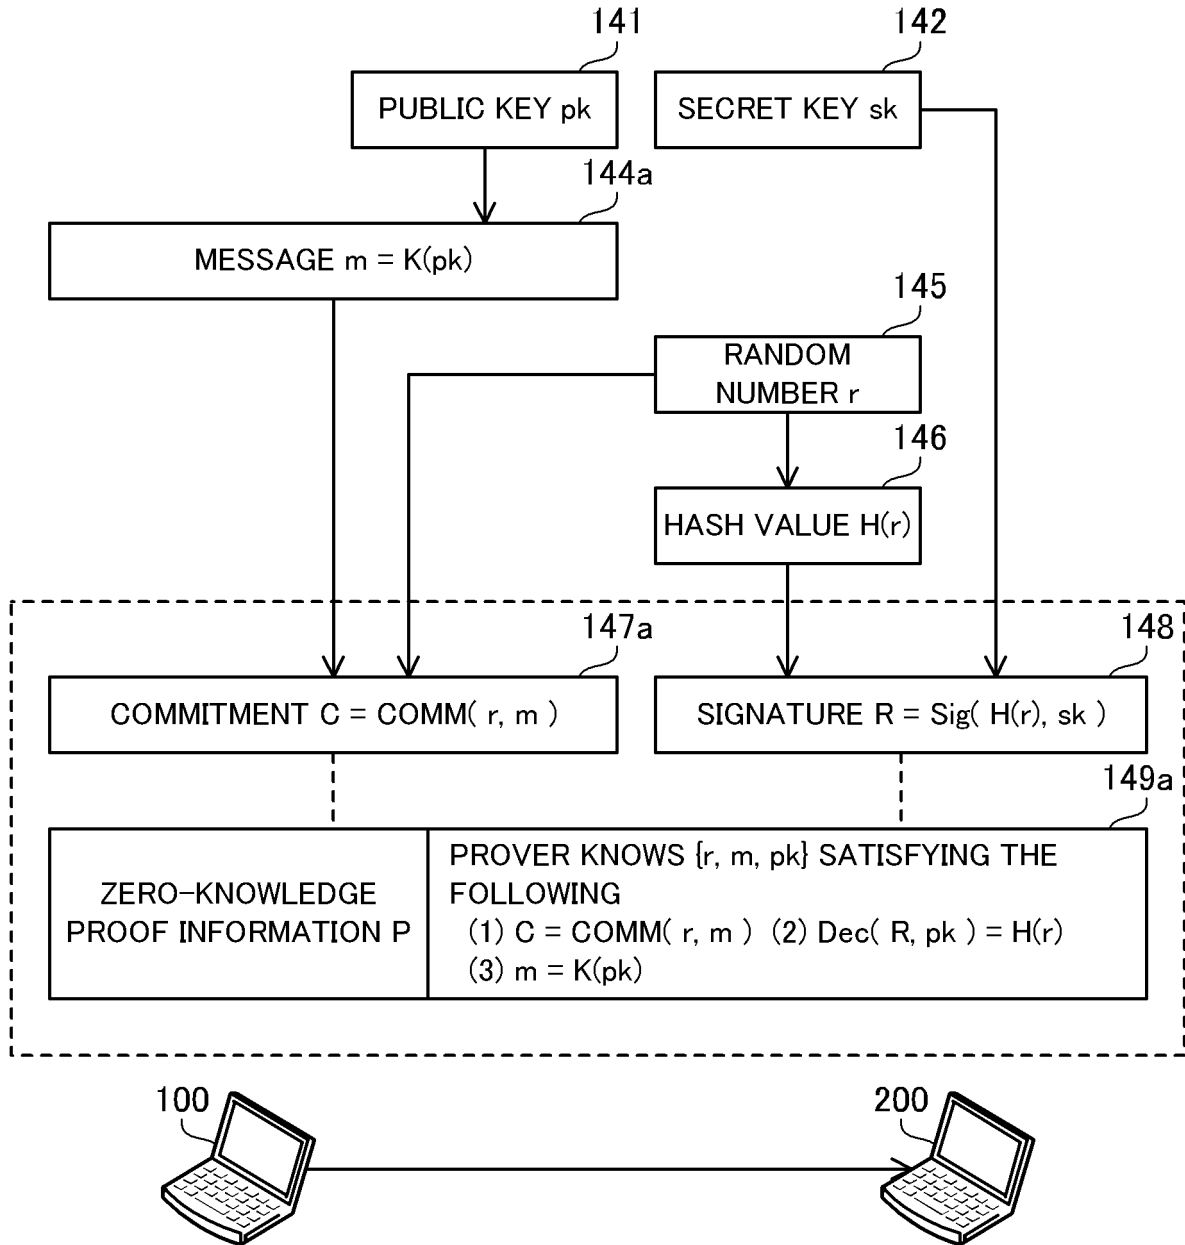 141
142
PUBLIC KEY pk
SECRET KEY sk
144a
MESSAGE m = K(pk)
145
RANDOM
NUMBER r
146
HASH VALUE H(r)
147a
148
COMMITMENT C = COMM( r, m )
SIGNATURE R = Sig( H(r), sk )
149a
ZERO-KNOWLEDGE
PROOF INFORMATION P
PROVER KNOWS {r, m, pk} SATISFYING THE
FOLLOWING
(1) C = COMM( r, m ) (2) Dec( R, pk ) = H(r)
(3) m = K(pk)
100
200